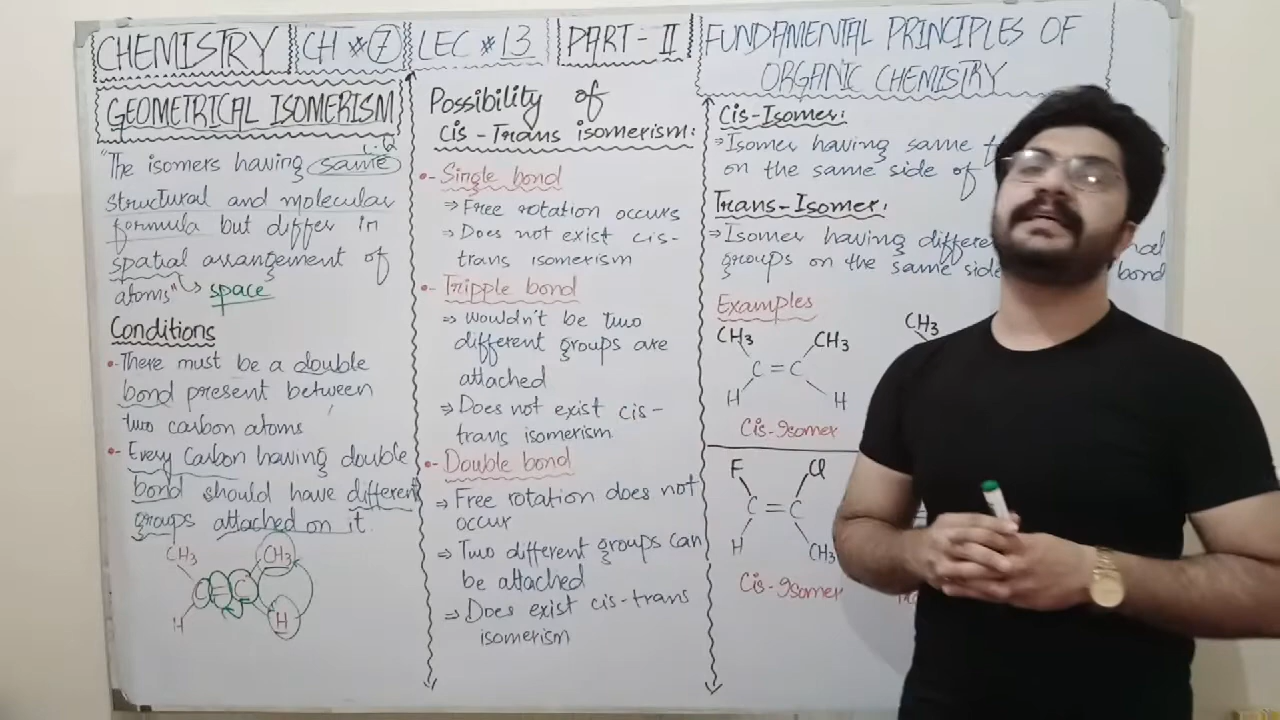 CHEMISTRY
CH # 7
LEC # 13
PART - II
FUNDAMENTAL PRINCIPLES OF
ORGANIC CHEMISTRY
GEOMETRICAL ISOMERISM
"The isomers having same
structural and molecular
formula but differ in
spatial arrangement of
atoms" space
Conditions
There must be a double
bond present between
two carbon atoms
Every Carbon having double
bond should have different
groups attached on it.
CH3 CH3
C = C
H H
Possibility of
Cis - Trans isomerism:
Single bond
⇒ Free rotation occurs
⇒ Does not exist cis-
trans isomerism
Tripple bond
⇒ Wouldn't be two
different groups are
attached
⇒ Does not exist cis-
trans isomerism
Double bond
⇒ Free rotation does not
occur
⇒ Two different groups can
be attached
⇒ Does exist cis-trans
isomerism
Cis-Isomer:
⇒ Isomer having same
on the same side of
Trans-Isomer:
⇒ Isomer having
groups on the same side bond
Examples
CH3 CH3
C = C
H H
Cis-Isomer
CH3
F Cl
C = C
H CH3
Cis-Isomer